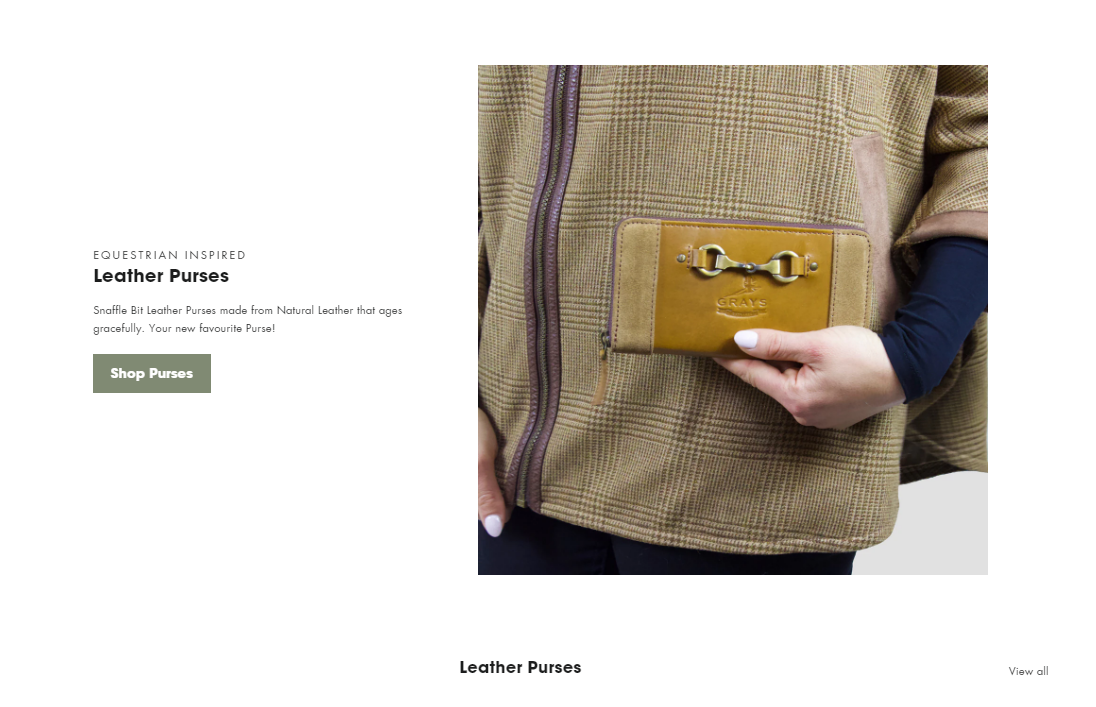 EQUESTRIAN INSPIRED
Leather Purses
Snaffle Bit Leather Purses made from Natural Leather that ages
gracefully. Your new favourite Purse!
Shop Purses
GRAYS
Leather Purses
View all